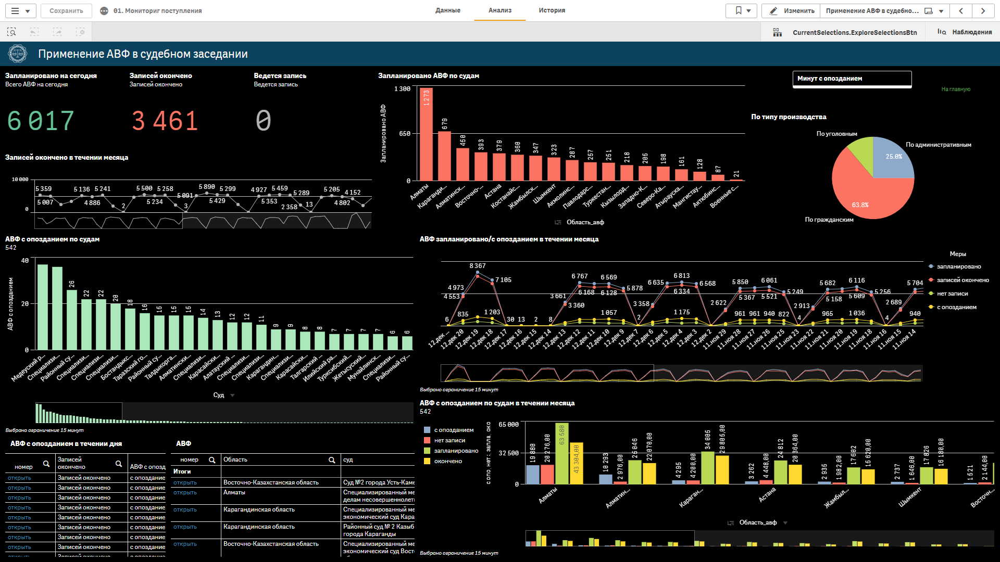 Сохранить
01. Мониториг поступления
Данные
Анализ
История
Изменить
Применение АВФ в судебно...
CurrentSelections.ExploreSelectionsBtn
Наблюдения
Применение АВФ в судебном заседании
Запланировано на сегодня
Всего АВФ на сегодня
6 017
Записей окончено
Записей окончено
3 461
Ведется запись
Ведется запись
0
Записей окончено в течении месяца
10 000
0
5 359
5 007
5 136
4 886
5 241
2
5 500
5 234
5 258
5 091
3
5 890
5 429
5 299
4 927
5 353
5 459
2 358
5 289
13
5 205
4 802
4 152
Запланировано АВФ по судам
Запланировано АВФ
1 300
650
0
1 273
679
450
393
379
360
347
323
287
257
251
218
205
198
161
128
87
21
Алматы
Караганди...
Алматинск...
Восточно-...
Астана
Костанайс...
Жамбылск...
Шымкент
Акмолинс...
Павлодарс...
Туркестан...
Кызылорд...
Западно-К...
Северо-Ка...
Атырауска...
Мангистау...
Актюбинс...
Военные с...
Область_авф
Минут с опозданием
На главную
По типу производства
По уголовным
По административным
25.0%
63.8%
По гражданским
АВФ с опозданием по судам
542
АВФ с опозданием
40
20
0
26
22
22
20
18
16
15
15
15
14
13
12
12
11
9
9
8
8
7
7
7
7
6
6
Медеуский р...
Специализи...
Районный су...
Специализи...
Специализи...
Специализи...
Бостандыкс...
Таразский го...
Районный су...
Талдыкорга...
Алматински...
Специализи...
Карасайски...
Алатауский ...
Специализи...
Специализи...
Карагандин...
Специализи...
Карасайски...
Талгарский ...
Илийский ра...
Турксибский...
Жетысуский...
Мунайлинск...
Специализи...
Районный су...
Суд
Выбрано ограничение 15 минут
АВФ запланировано/с опозданием в течении месяца
6
4 973
4 553
835
8 367
7 105
1 203
30
13
2
8
3 661
3 360
6 767
6 168
6 569
6 128
1 057
5 878
2
3 358
6 635
6 813
6 334
1 175
6 568
2 622
5 850
5 367
961
961
6 061
5 521
940
822
5 249
4
2 913
5 682
5 158
965
6 116
5 609
1 036
5 256
4
2 689
5 704
940
12.дек...
12.дек 20
12.дек 19
12.дек 18
12.дек 17
12.дек 16
12.дек 15
12.дек 14
12.дек 13
12.дек 12
12.дек 11
12.дек 10
12.дек 9
12.дек 7
12.дек 6
12.дек 5
12.дек 4
12.дек 3
12.дек 2
11.ноя 29
11.ноя 28
11.ноя 27
11.ноя 26
11.ноя 25
11.ноя 23
11.ноя 22
11.ноя 21
11.ноя 20
11.ноя 19
11.ноя 18
11.ноя 16
11.ноя 15
11.ноя 14
Меры
запланировано
записей окончено
нет записи
с опозданием
Выбрано ограничение 15 минут
АВФ с опозданием по судам в течении месяца
542
с опозданием
нет записи
запланировано
окончено
с опо, нет; запла, око
65 000
32 500
0
19 880
20 276,00
63 580
43 304,00
10 293
2 976,00
25 046
22 070,00
4 295
4 200,00
34 005
29 805,00
3 262
4 448,00
24 812
20 364,00
2 935
1 982,00
17 602
15 620,00
2 737
1 646,00
17 826
16 180,00
1 521
2 144,00
Алматы
Алматин...
Караган...
Астана
Жамбыл...
Шымкент
Восточн...
Область_авф
Выбрано ограничение 15 минут
АВФ с опозданием в течении дня
номер
Записей окончено
АВФ с опозд
открыть Записей окончено с опоздание
открыть Записей окончено с опоздание
открыть Записей окончено с опоздание
открыть Записей окончено с опоздание
открыть Записей окончено с опоздание
открыть Записей окончено с опоздание
открыть Записей окончено с опоздание
открыть Записей окончено с опоздание
открыть Записей окончено с опоздание
АВФ
номер
Область
суд
Итоги
открыть Восточно-Казахстанская область Суд №2 города Усть-Каме
открыть Алматы Специализированный ме
делам несовершеннолет
открыть Карагандинская область Специализированный ме
экономический суд Кара
открыть Карагандинская область Районный суд № 2 Казыб
города Караганды
открыть Восточно-Казахстанская область Специализированный ме
экономический суд Вост